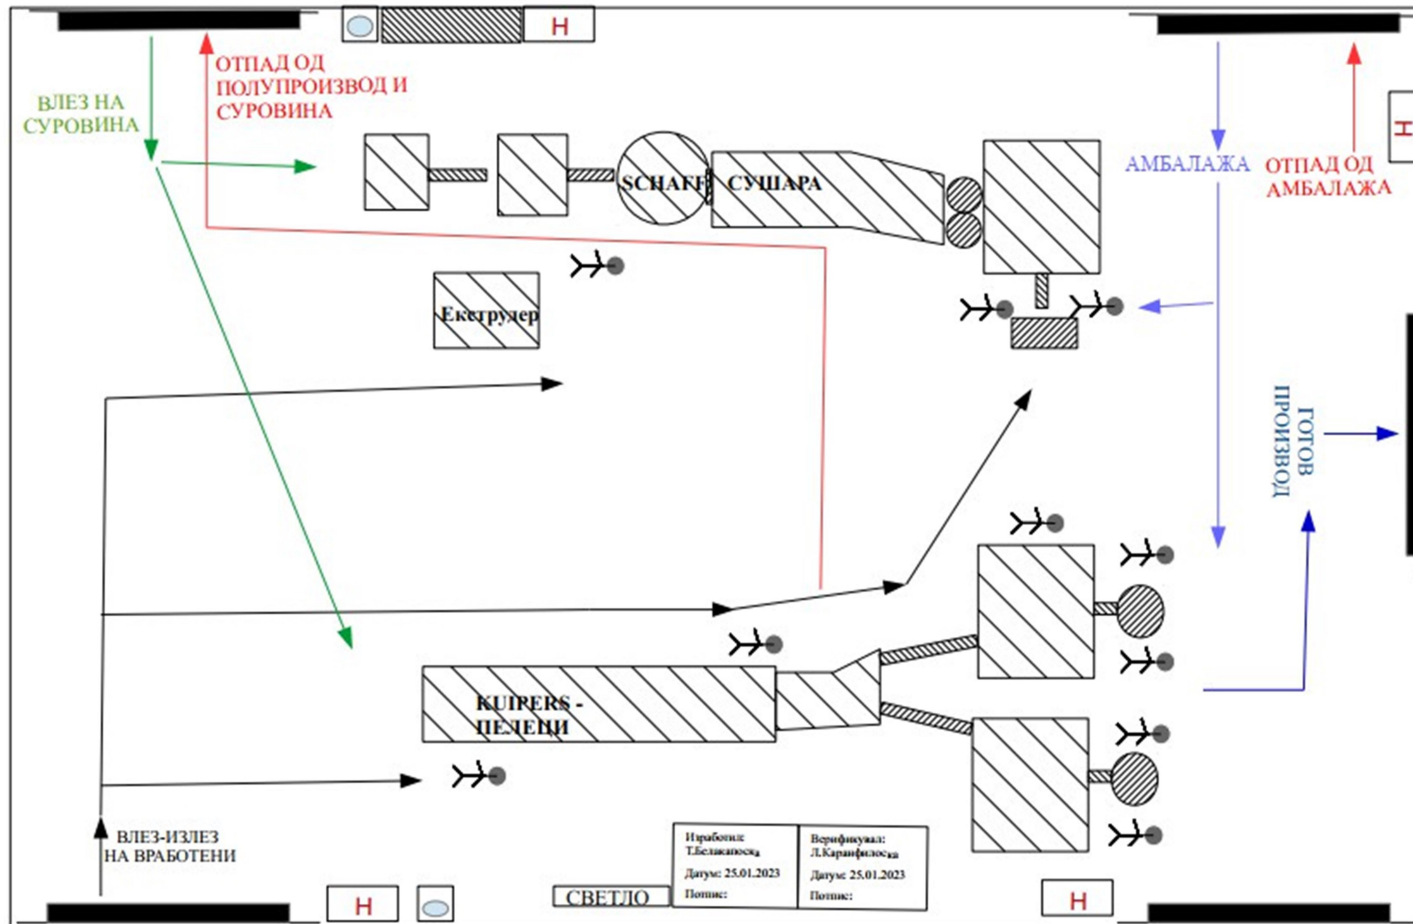 H
ОТПАД ОД
ПОЛУПРОИЗВОД И
СУРОВИНА
ВЛЕЗ НА
СУРОВИНА
H
АМБАЛАЖА
ОТПАД ОД
АМБАЛАЖА
SCHAFF
СУШАРА
Екструдер
ГОТОВ
ПРОИЗВОД
KUIPERS -
ПЕЛЕЦИ
ВЛЕЗ-ИЗЛЕЗ
НА ВРАБОТЕНИ
Изработил:
Т.Белакапоска
Датум: 25.01.2023
Потпис:
Верификувал:
Л.Каранфилоска
Датум: 25.01.2023
Потпис:
СВЕТЛО
H
H